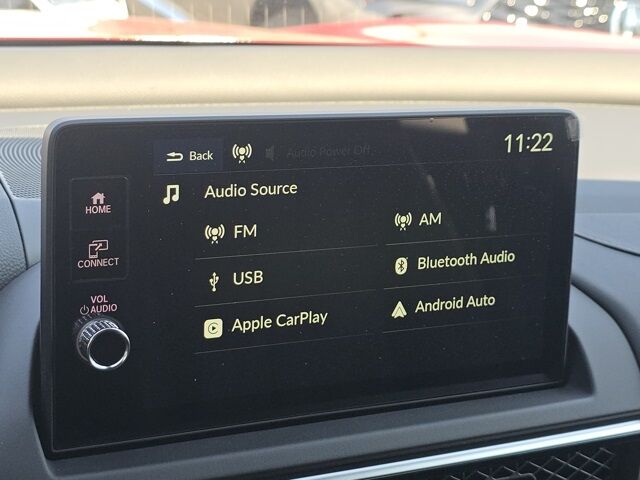 Back
Audio Power Off
11:22
Audio Source
HOME
FM
AM
CONNECT
USB
Bluetooth Audio
VOL
AUDIO
Apple CarPlay
Android Auto